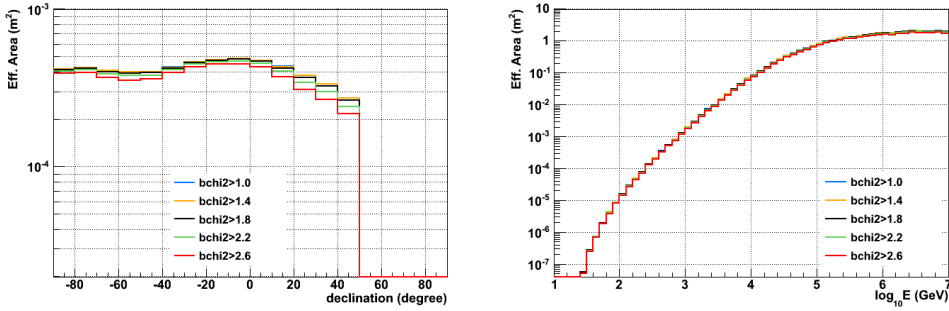 Eff. Area (m²)
10⁻³
10⁻⁴
bchi2>1.0
bchi2>1.4
bchi2>1.8
bchi2>2.2
bchi2>2.6
-80 -60 -40 -20 0 20 40 60 80
declination (degree)
Eff. Area (m²)
10
1
10⁻¹
10⁻²
10⁻³
10⁻⁴
10⁻⁵
10⁻⁶
10⁻⁷
bchi2>1.0
bchi2>1.4
bchi2>1.8
bchi2>2.2
bchi2>2.6
1 2 3 4 5 6 7
log₁₀E (GeV)